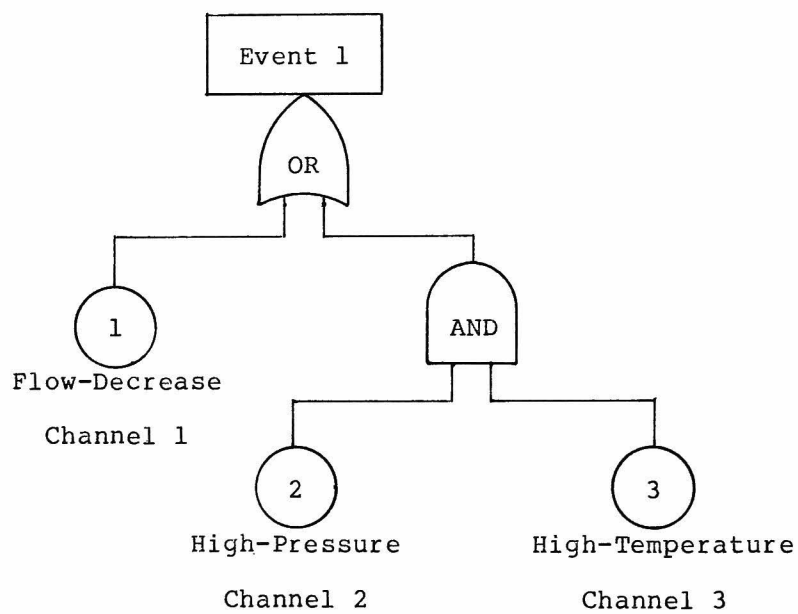 Event 1
OR
1
Flow-Decrease
Channel 1
AND
2
High-Pressure
Channel 2
3
High-Temperature
Channel 3